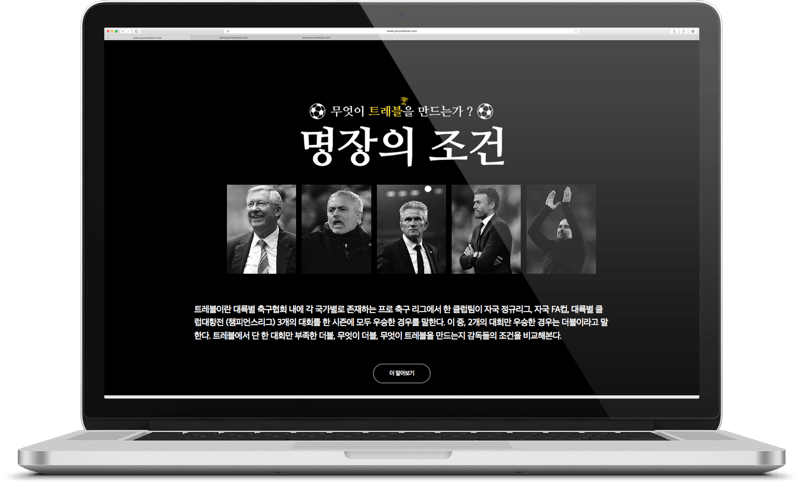 무엇이 트레블을 만드는가 ?
명장의 조건
트레블이란 대륙별 축구협회 내에 각 국가별로 존재하는 프로 축구 리그에서 한 클럽팀이 자국 정규리그, 자국 FA컵, 대륙별 클
럽대항전 (챔피언스리그) 3개의 대회를 한 시즌에 모두 우승한 경우를 말한다. 이 중, 2개의 대회만 우승한 경우는 더블이라고 말
한다. 트레블에서 단 한 대회만 부족한 더블, 무엇이 더블, 무엇이 트레블을 만드는지 감독들의 조건을 비교해본다.
더 알아보기